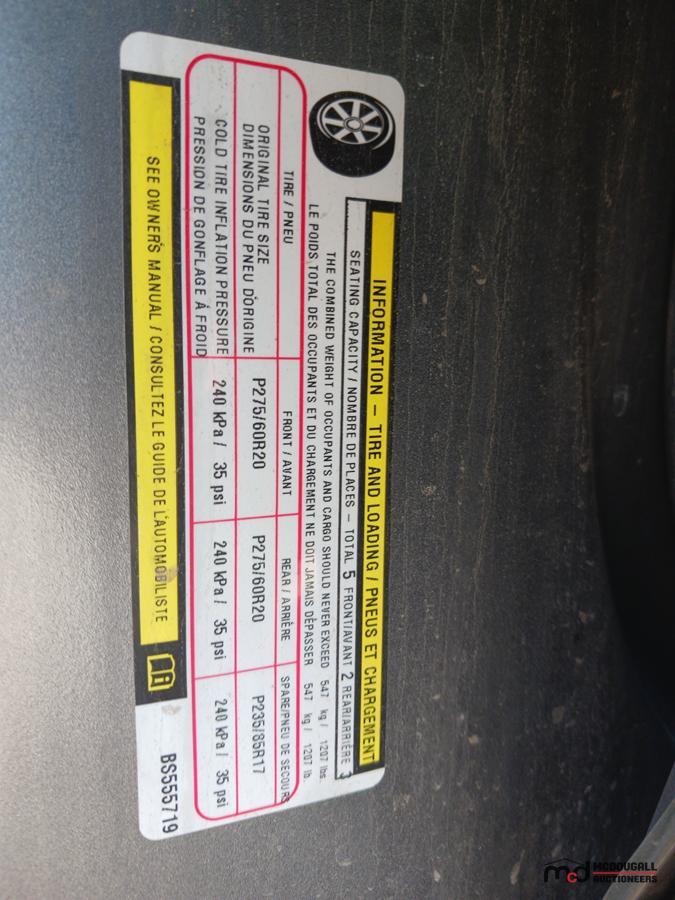 INFORMATION – TIRE AND LOADING / PNEUS ET CHARGEMENT
SEATING CAPACITY / NOMBRE DE PLACES – TOTAL 5 FRONT/AVANT 2 REAR/ARRIÈRE 3
THE COMBINED WEIGHT OF OCCUPANTS AND CARGO SHOULD NEVER EXCEED 547 kg / 1207 lbs.
LE POIDS TOTAL DES OCCUPANTS ET DU CHARGEMENT NE DOIT JAMAIS DÉPASSER 547 kg / 1207 lb.
TIRE / PNEU FRONT / AVANT REAR / ARRIÈRE SPARE/PNEU DE SECOURS
ORIGINAL TIRE SIZE
DIMENSIONS DU PNEU D'ORIGINE P275/60R20 P275/60R20 P235/85R17
COLD TIRE INFLATION PRESSURE
PRESSION DE GONFLAGE À FROID 240 kPa / 35 psi 240 kPa / 35 psi 240 kPa / 35 psi
SEE OWNER'S MANUAL / CONSULTEZ LE GUIDE DE L'AUTOMOBILISTE
BS555719
mcd MCDOUGALL
AUCTIONEERS